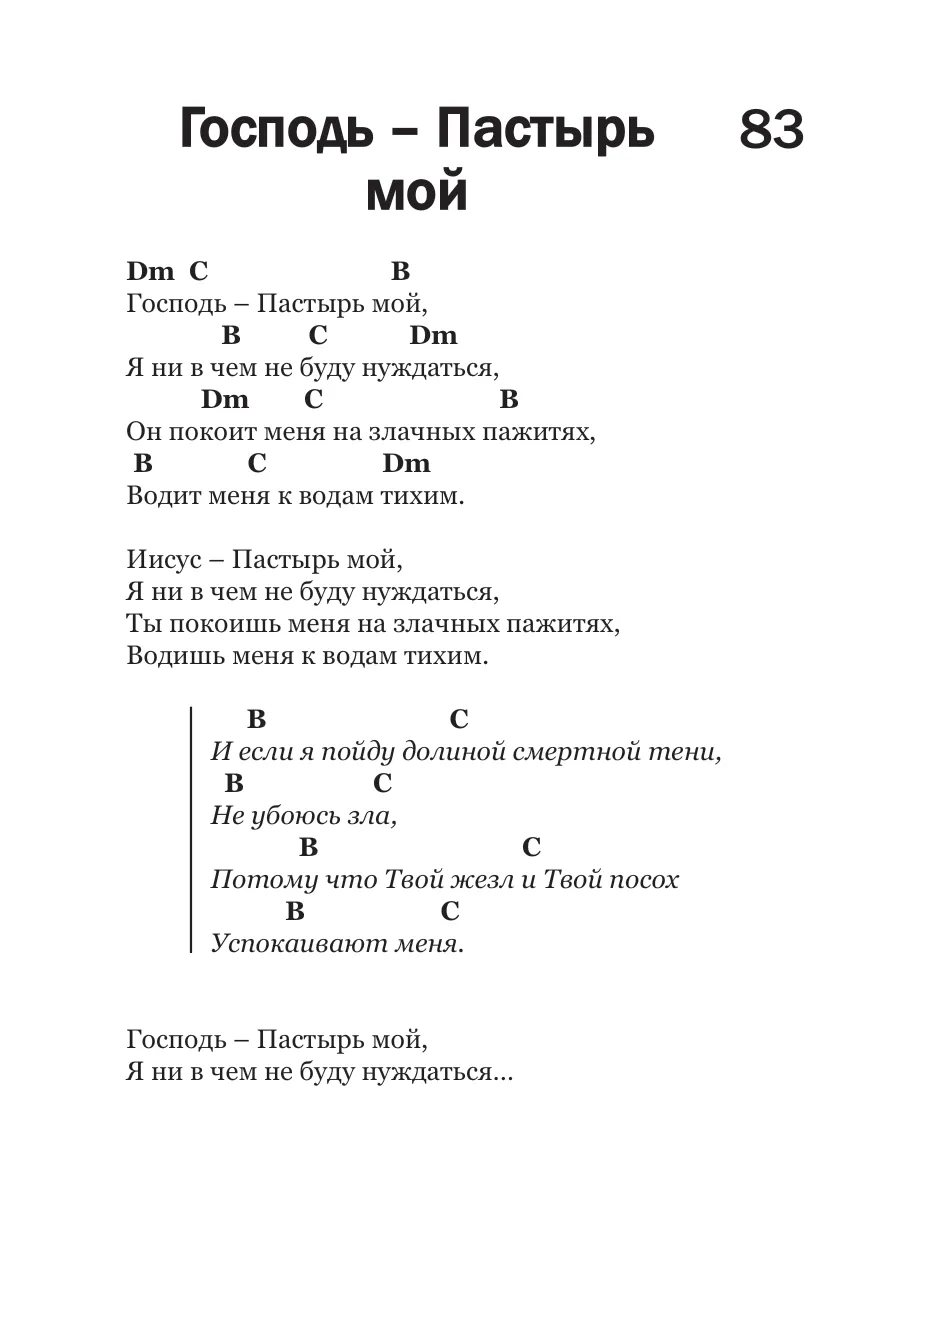 Господь – Пастырь 83
мой
Dm C B
Господь – Пастырь мой,
B C Dm
Я ни в чем не буду нуждаться,
Dm C B
Он покоит меня на злачных пажитях,
B C Dm
Водит меня к водам тихим.
Иисус – Пастырь мой,
Я ни в чем не буду нуждаться,
Ты покоишь меня на злачных пажитях,
Водишь меня к водам тихим.
B C
И если я пойду долиной смертной тени,
B C
Не убоюсь зла,
B C
Потому что Твой жезл и Твой посох
B C
Успокаивают меня.
Господь – Пастырь мой,
Я ни в чем не буду нуждаться...